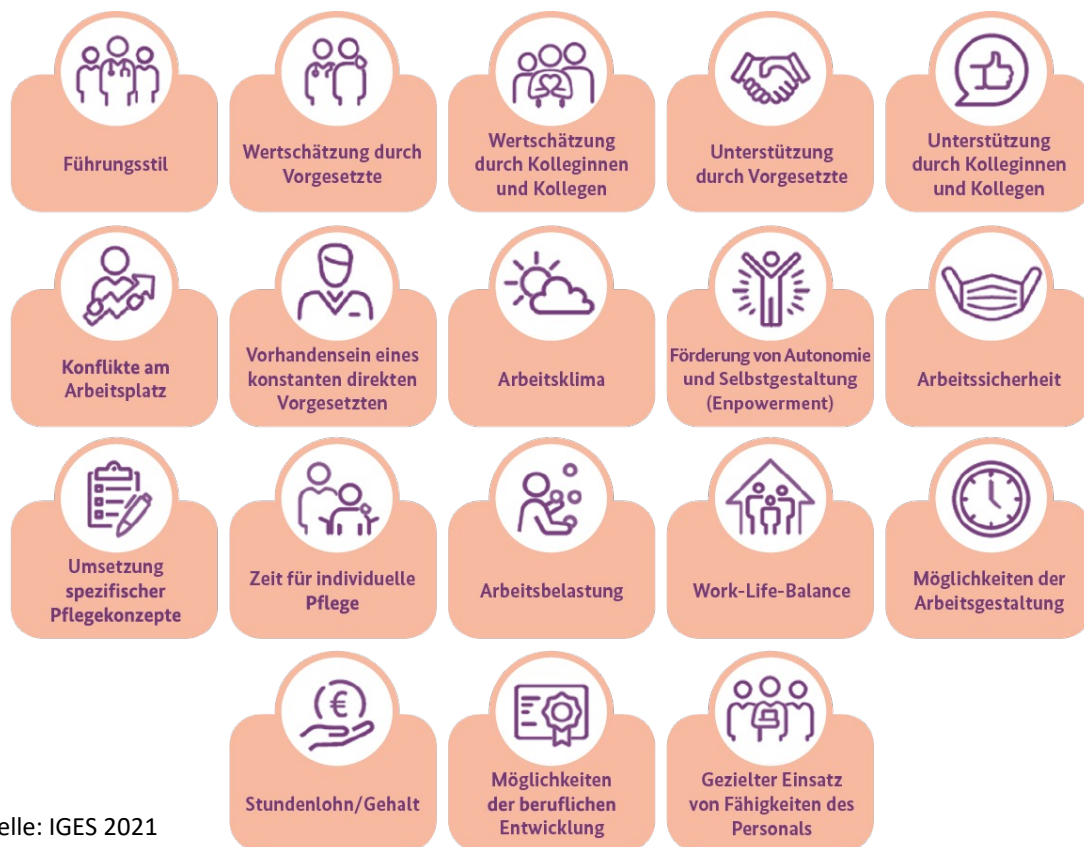 Führungsstil
Wertschätzung durch
Vorgesetzte
Wertschätzung
durch Kolleginnen
und Kollegen
Unterstützung
durch Vorgesetzte
Unterstützung
durch Kolleginnen
und Kollegen
Konflikte am
Arbeitsplatz
Vorhandensein eines
konstanten direkten
Vorgesetzten
Arbeitsklima
Förderung von Autonomie
und Selbstgestaltung
(Enpowerment)
Arbeitssicherheit
Umsetzung
spezifischer
Pflegekonzepte
Zeit für individuelle
Pflege
Arbeitsbelastung
Work-Life-Balance
Möglichkeiten der
Arbeitsgestaltung
€
Stundenlohn/Gehalt
Möglichkeiten
der beruflichen
Entwicklung
Gezielter Einsatz
von Fähigkeiten des
Personals
elle: IGES 2021